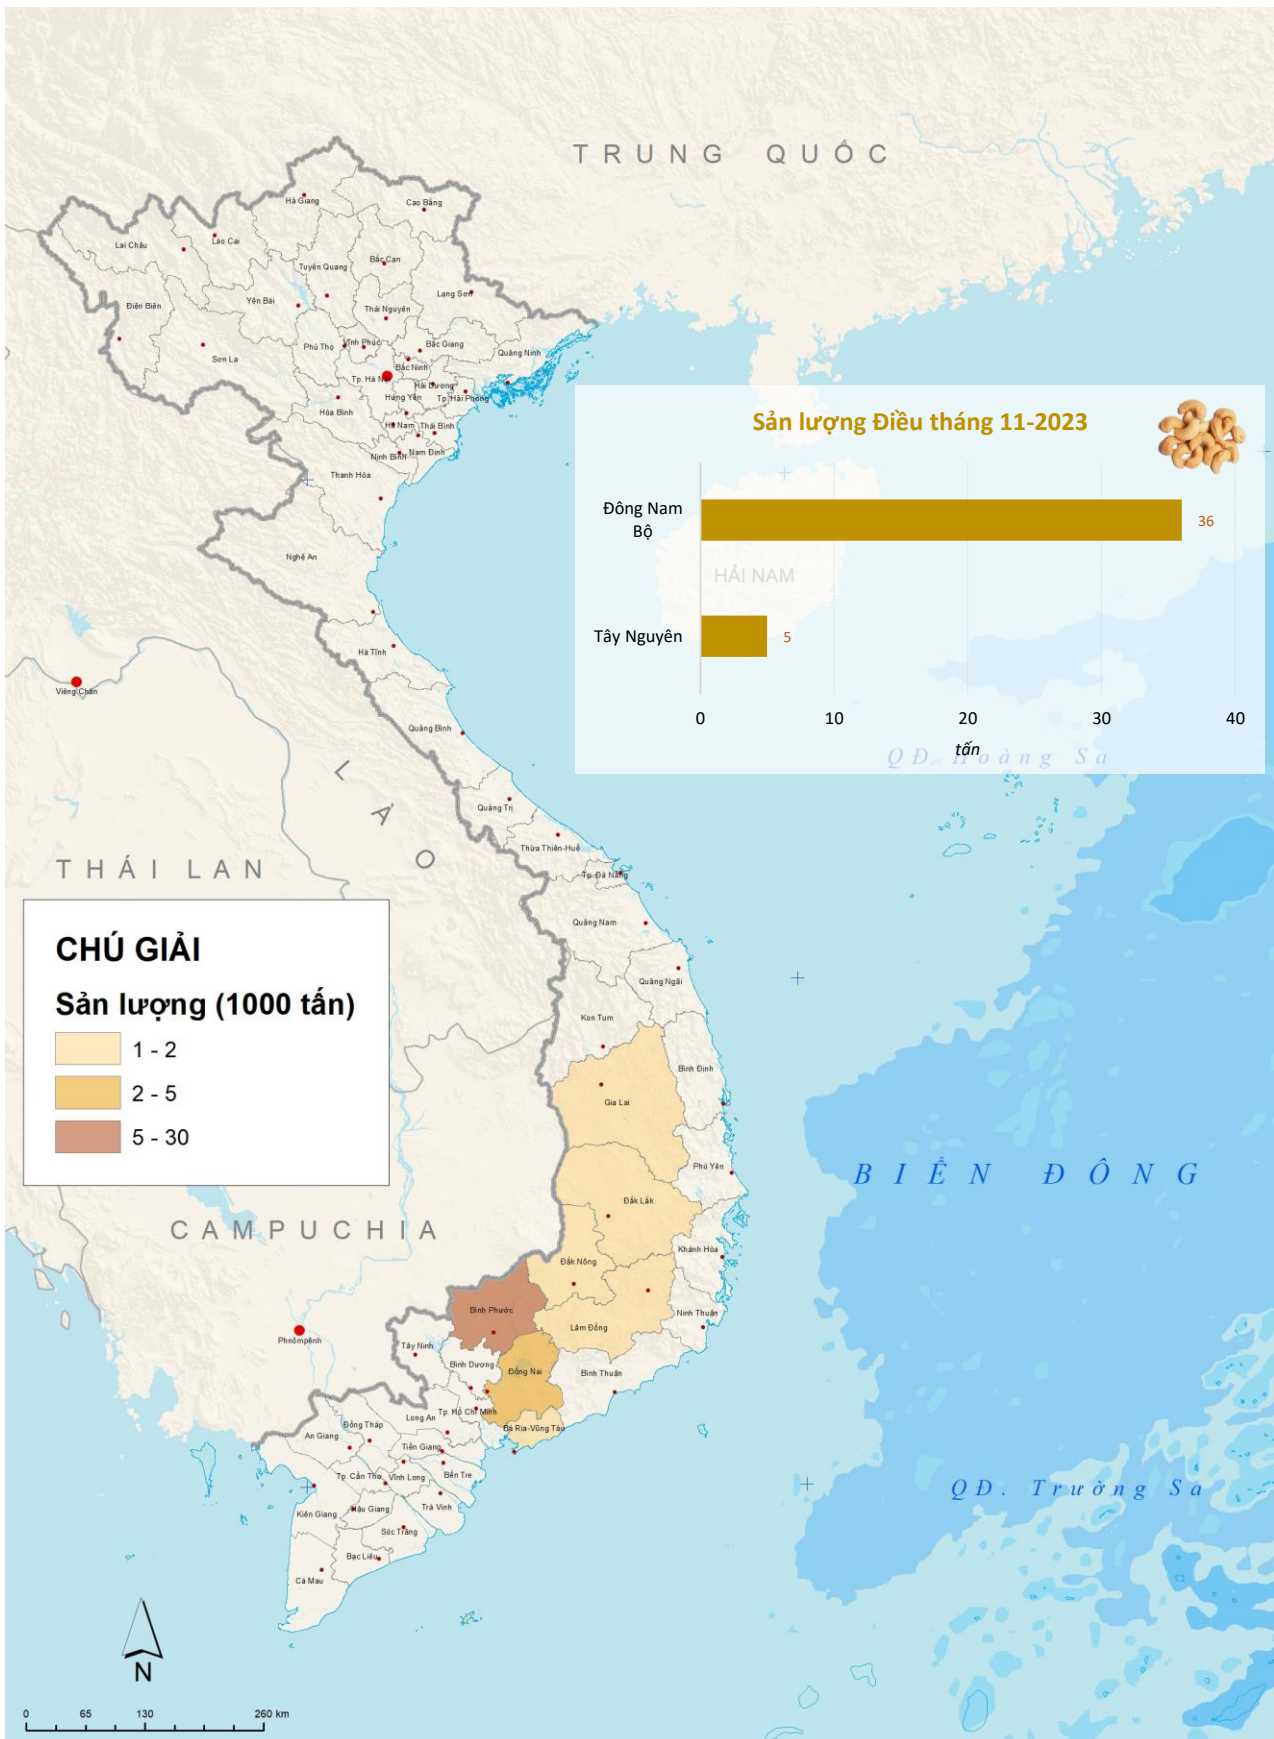 TRUNG QUỐC
Hà Giang
Cao Bằng
Lai Châu
Lào Cai
Tuyên Quang
Bắc Cạn
Điện Biên
Yên Bái
Lạng Sơn
Thái Nguyên
Phú Thọ
Vĩnh Phúc
Bắc Giang
Quảng Ninh
Sơn La
Bắc Ninh
Tp. Hà Nội
Hải Dương
Tp. Hải Phòng
Hưng Yên
Hòa Bình
Hà Nam
Thái Bình
Ninh Bình
Nam Định
Thanh Hóa
Nghệ An
Hà Tĩnh
Viêng Chăn
Quảng Bình
Sản lượng Điều tháng 11-2023
Đông Nam
Bộ
36
HẢI NAM
Tây Nguyên
5
0
10
20
30
40
tấn
QĐ. Hoàng Sa
LÀO
Quảng Trị
Thừa Thiên-Huế
Tp. Đà Nẵng
THÁI LAN
Quảng Nam
Quảng Ngãi
Kon Tum
CHÚ GIẢI
Sản lượng (1000 tấn)
1 - 2
2 - 5
5 - 30
Bình Định
Gia Lai
Phú Yên
BIỂN ĐÔNG
Đắk Lắk
CAMPUCHIA
Khánh Hòa
Đắk Nông
Bình Phước
Ninh Thuận
Lâm Đồng
Phnômpênh
Tây Ninh
Bình Dương
Đồng Nai
Bình Thuận
Tp. Hồ Chí Minh
Long An
Bà Rịa-Vũng Tàu
Đồng Tháp
An Giang
Tiền Giang
Tp. Cần Thơ
Vĩnh Long
Bến Tre
QĐ. Trường Sa
Kiên Giang
Hậu Giang
Trà Vinh
Sóc Trăng
Bạc Liêu
Cà Mau
N
0
65
130
260 km